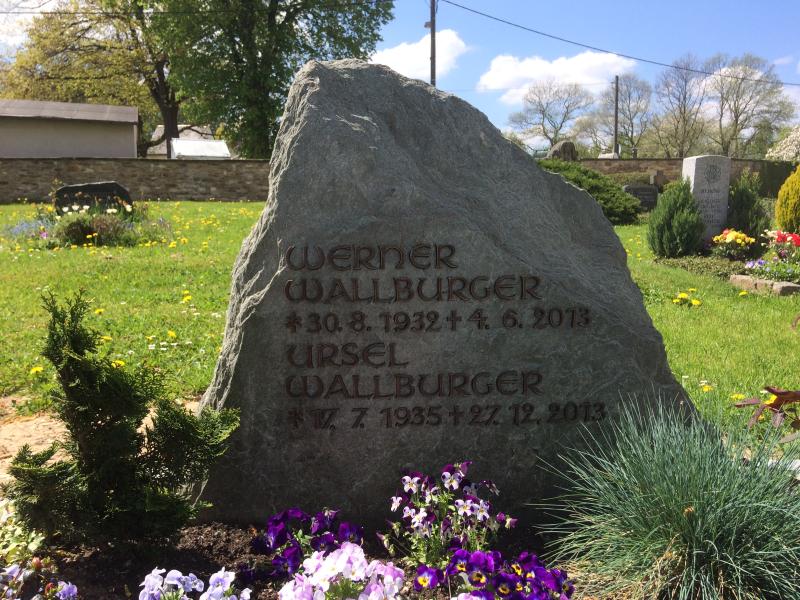 WERNER
WALLBURGER
* 30. 8. 1932 ✝ 4. 6. 2013
URSEL
WALLBURGER
* 17. 7. 1935 ✝ 27. 12. 2013